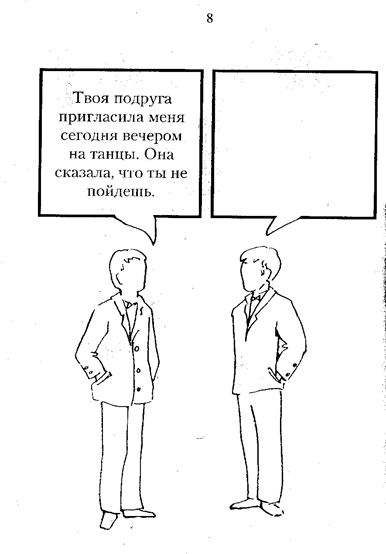 8
Твоя подруга
пригласила меня
сегодня вечером
на танцы. Она
сказала, что ты не
пойдешь.